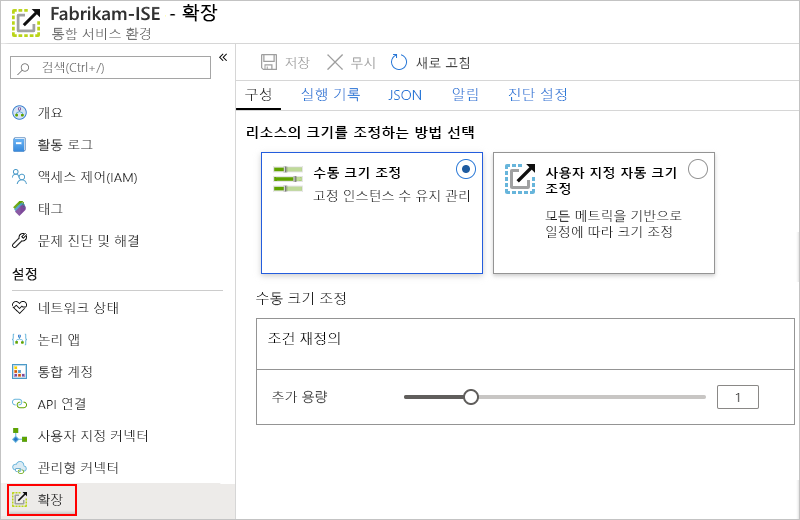 Fabrikam-ISE - 확장
통합 서비스 환경
검색(Ctrl+/)
«
개요
활동 로그
액세스 제어(IAM)
태그
문제 진단 및 해결
설정
네트워크 상태
논리 앱
통합 계정
API 연결
사용자 지정 커넥터
관리형 커넥터
확장
저장 무시 새로 고침
구성 실행 기록 JSON 알림 진단 설정
리소스의 크기를 조정하는 방법 선택
수동 크기 조정
고정 인스턴스 수 유지 관리
사용자 지정 자동 크기
조정
모든 메트릭을 기반으로
일정에 따라 크기 조정
수동 크기 조정
조건 재정의
추가 용량 1